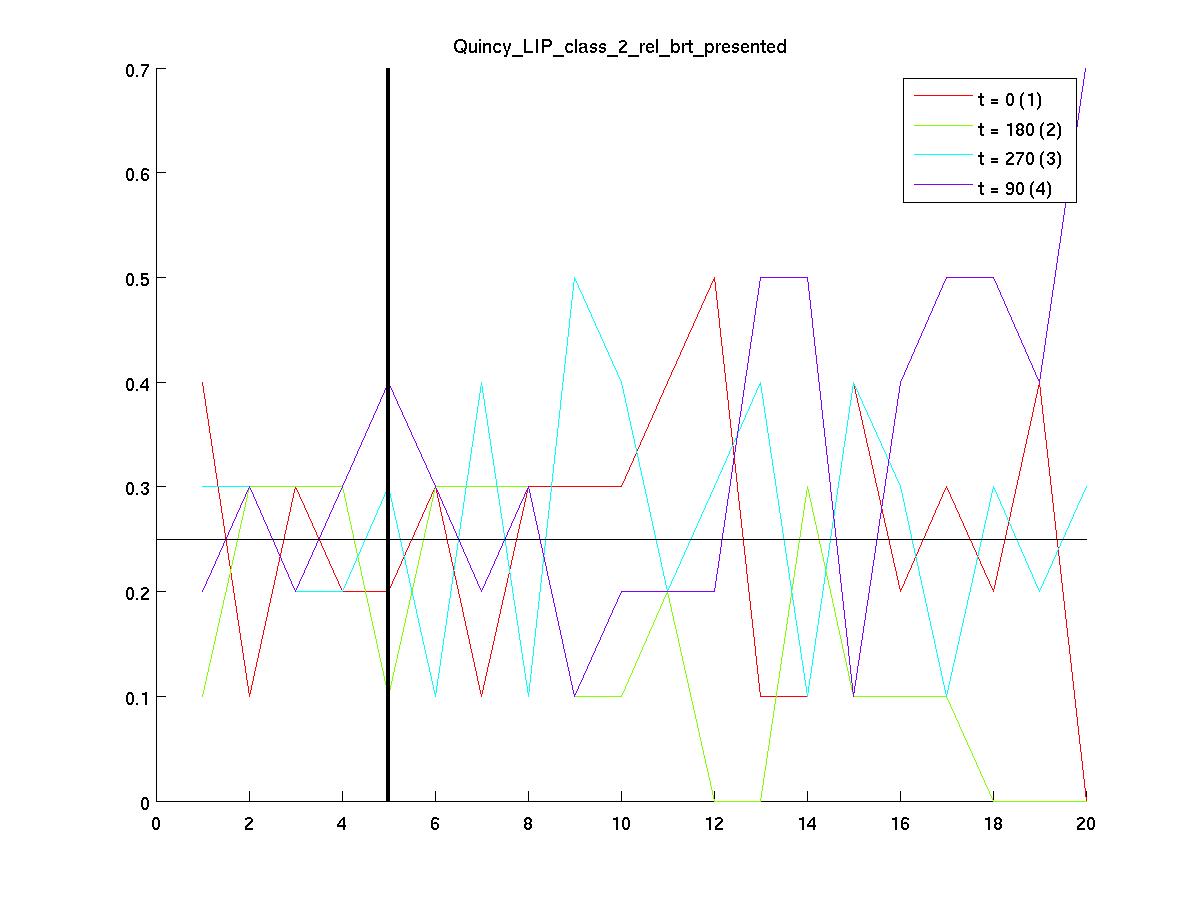 Quincy_LIP_class_2_rel_brt_presented
0.7
0.6
0.5
0.4
0.3
0.2
0.1
0
t = 0 (1)
t = 180 (2)
t = 270 (3)
t = 90 (4)
0 2 4 6 8 10 12 14 16 18 20